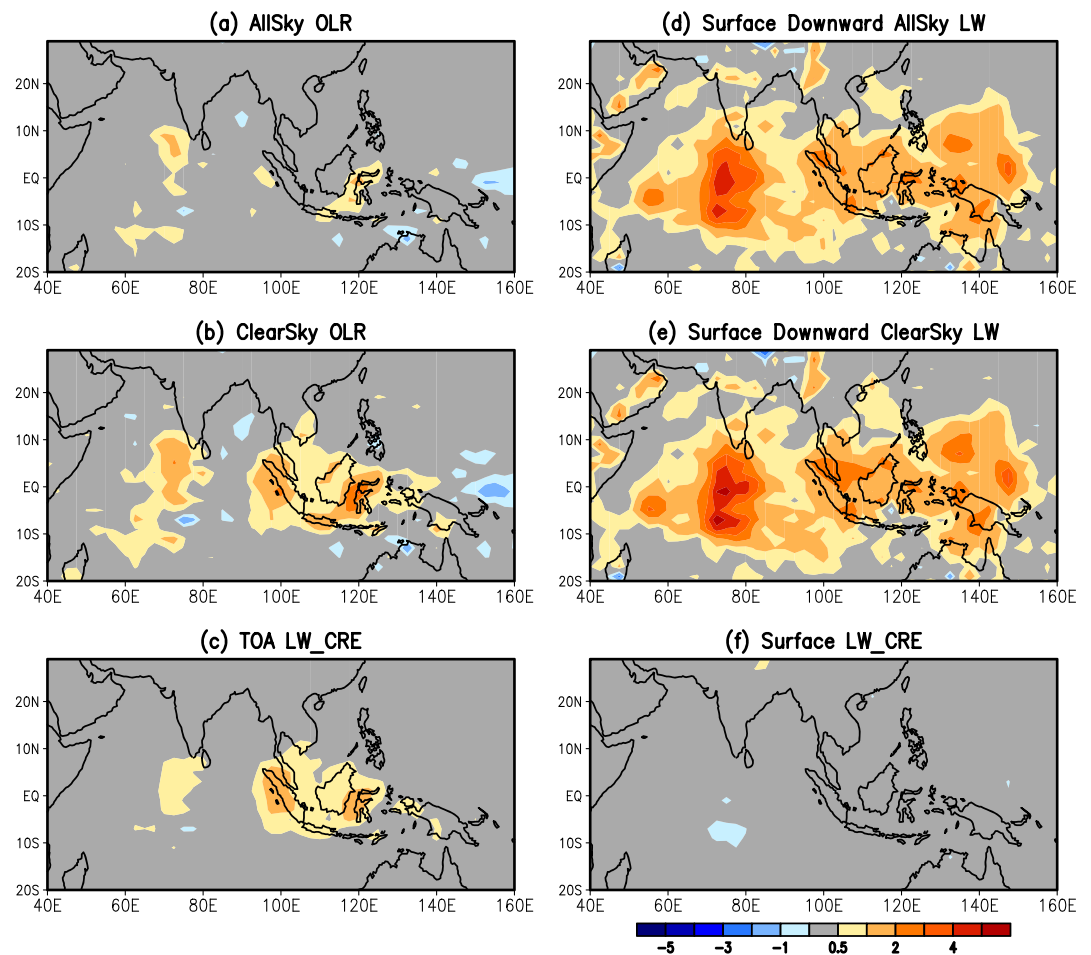 (a) AllSky OLR
20N
10N
EQ
10S
20S
40E 60E 80E 100E 120E 140E 160E
(d) Surface Downward AllSky LW
20N
10N
EQ
10S
20S
40E 60E 80E 100E 120E 140E 160E
(b) ClearSky OLR
20N
10N
EQ
10S
20S
40E 60E 80E 100E 120E 140E 160E
(e) Surface Downward ClearSky LW
20N
10N
EQ
10S
20S
40E 60E 80E 100E 120E 140E 160E
(c) TOA LW_CRE
20N
10N
EQ
10S
20S
40E 60E 80E 100E 120E 140E 160E
(f) Surface LW_CRE
20N
10N
EQ
10S
20S
40E 60E 80E 100E 120E 140E 160E
-5 -3 -1 0.5 2 4